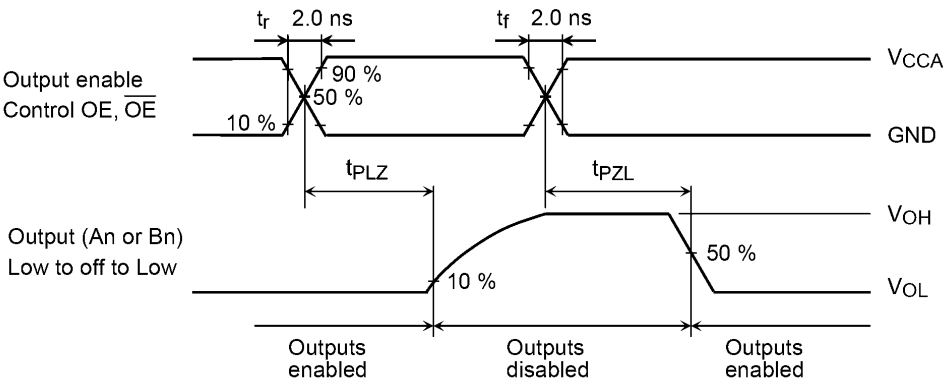 tr 2.0 ns
tf 2.0 ns
VCCA
Output enable
Control OE, O̅E̅
90 %
50 %
10 %
GND
tPLZ
tPZL
VOH
Output (An or Bn)
Low to off to Low
50 %
10 %
VOL
Outputs
enabled
Outputs
disabled
Outputs
enabled